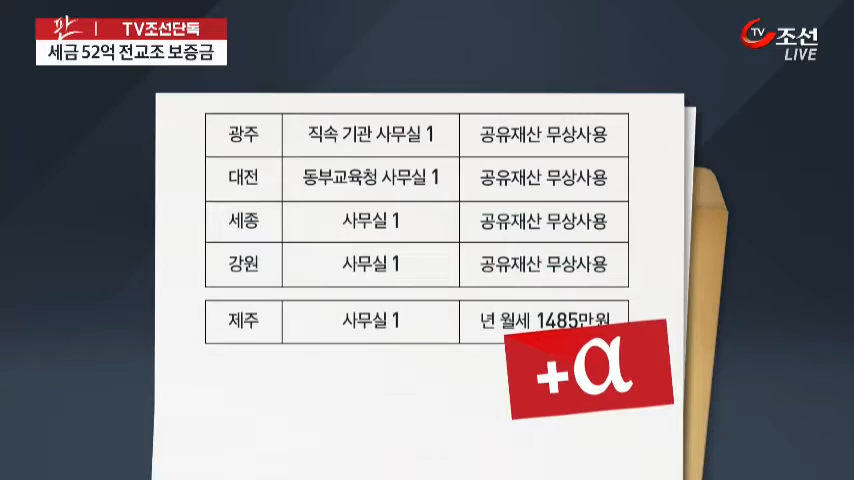 판 | TV조선단독
세금 52억 전교조 보증금
TV조선
LIVE
광주 직속 기관 사무실 1 공유재산 무상사용
대전 동부교육청 사무실 1 공유재산 무상사용
세종 사무실 1 공유재산 무상사용
강원 사무실 1 공유재산 무상사용
제주 사무실 1 년 월세 1485만원
+α